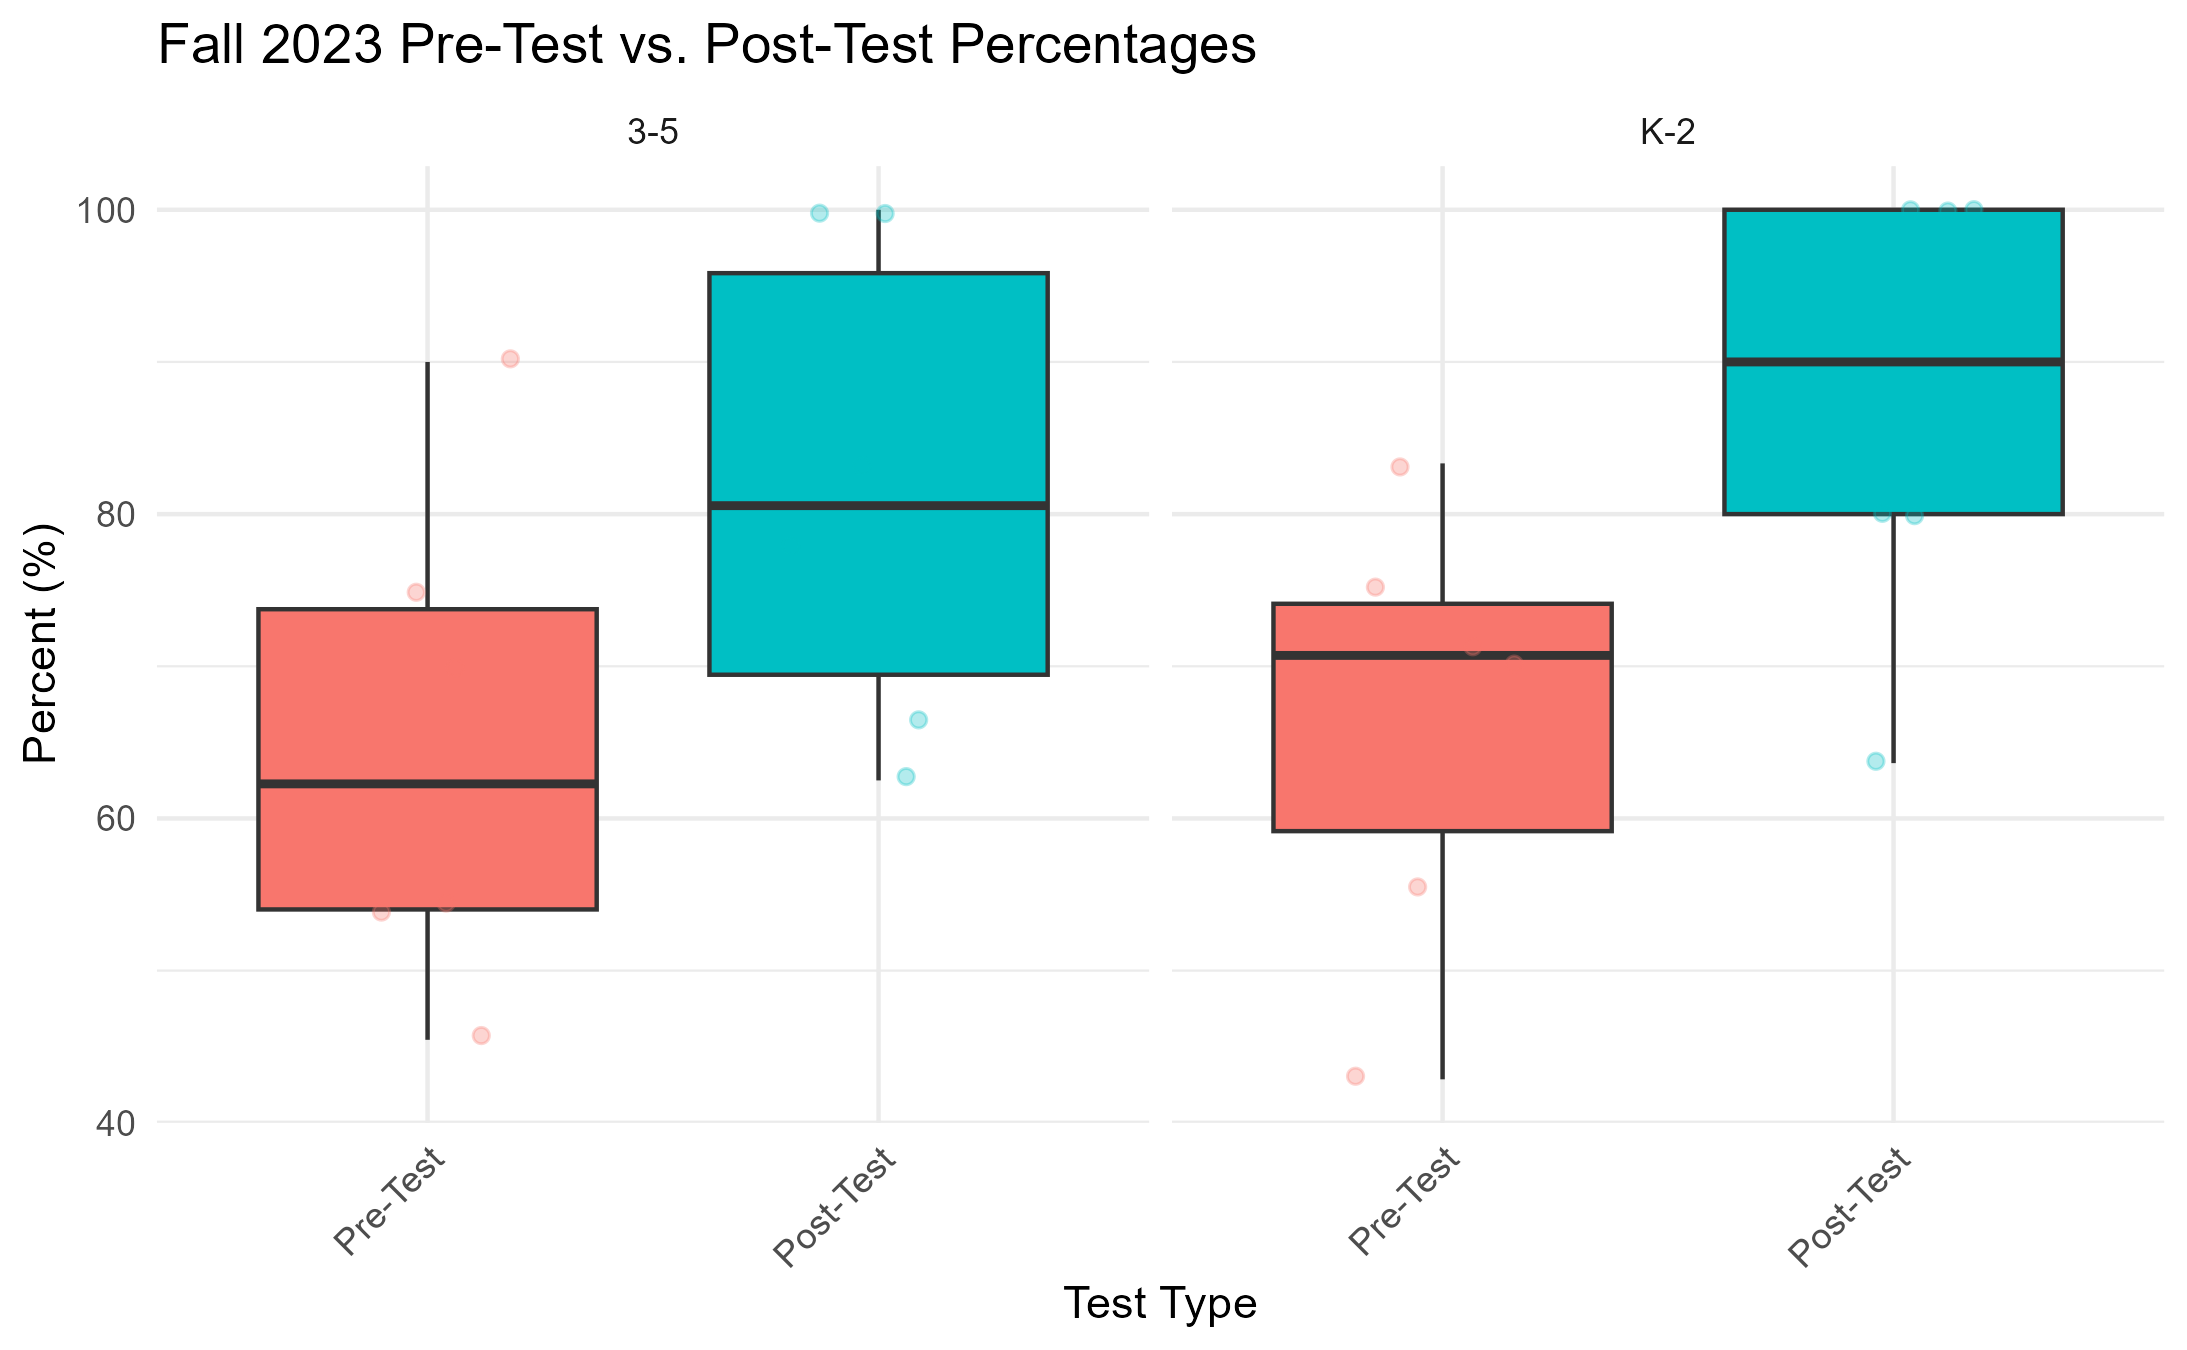 Fall 2023 Pre-Test vs. Post-Test Percentages
3-5
K-2
Percent (%)
100
80
60
40
Pre-Test
Post-Test
Pre-Test
Post-Test
Test Type